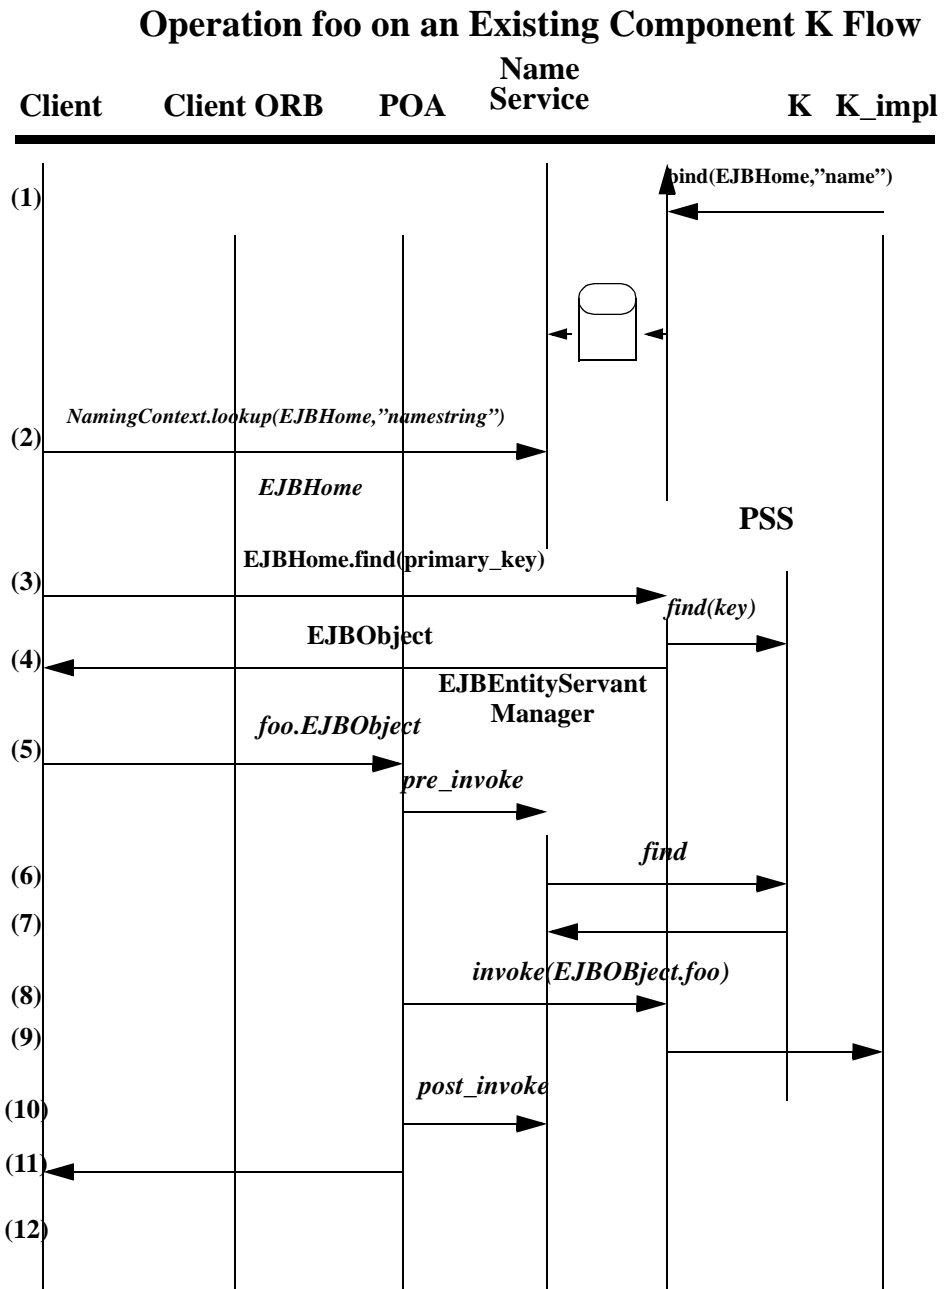 Operation foo on an Existing Component K Flow
Name
Client Client ORB POA Service K K_impl
bind(EJBHome,”name”)
(1)
NamingContext.lookup(EJBHome,”namestring”)
(2)
EJBHome
PSS
EJBHome.find(primary_key)
(3)
find(key)
EJBObject
(4)
EJBEntityServant
Manager
foo.EJBObject
(5)
pre_invoke
find
(6)
(7)
invoke(EJBOBject.foo)
(8)
(9)
post_invoke
(10)
(11)
(12)